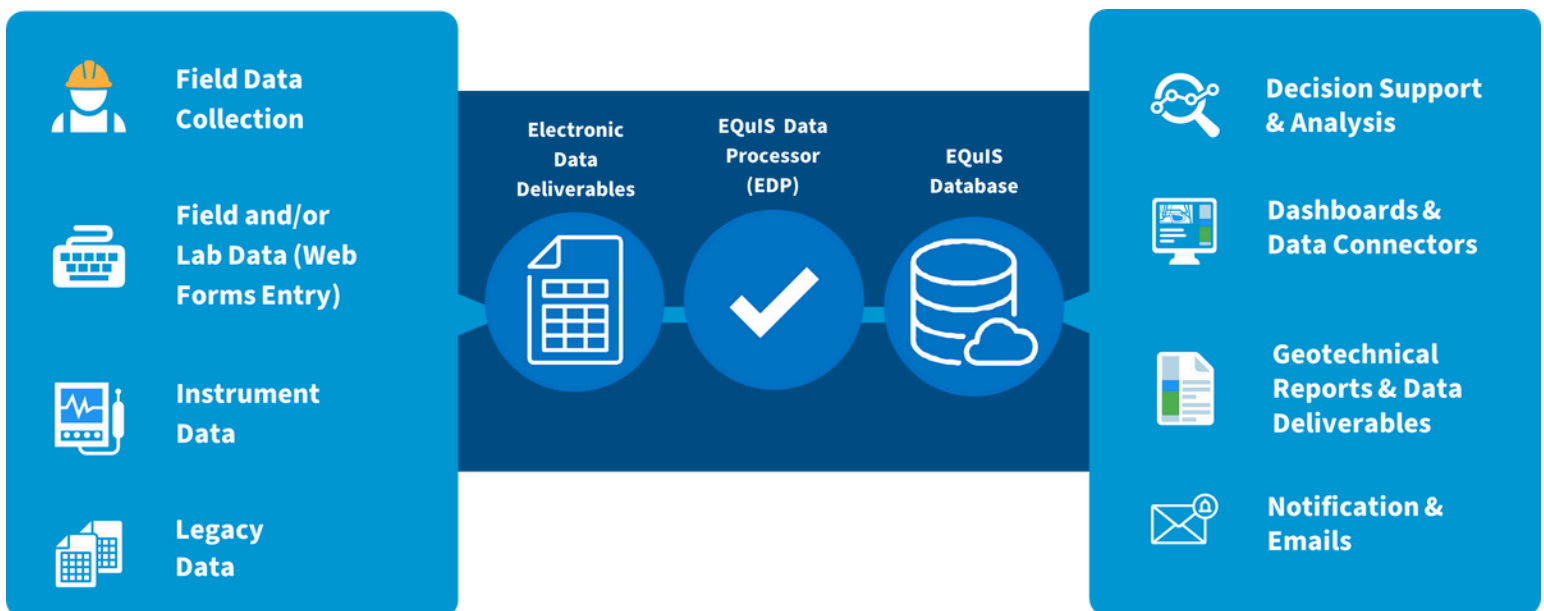 Field Data
Collection
Field and/or
Lab Data (Web
Forms Entry)
Instrument
Data
Legacy
Data
Electronic
Data
Deliverables
EQuIS Data
Processor
(EDP)
EQuIS
Database
Decision Support
& Analysis
Dashboards &
Data Connectors
Geotechnical
Reports & Data
Deliverables
Notification &
Emails